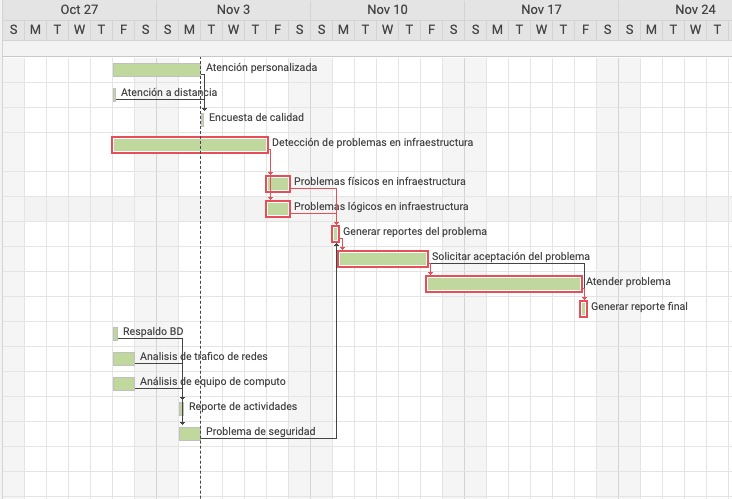 Oct 27 Nov 3 Nov 10 Nov 17 Nov 24
S M T W T F S S M T W T F S S M T W T F S S M T W T F S S M T W T
Atención personalizada
Atención a distancia
Encuesta de calidad
Detección de problemas en infraestructura
Problemas físicos en infraestructura
Problemas lógicos en infraestructura
Generar reportes del problema
Solicitar aceptación del problema
Atender problema
Generar reporte final
Respaldo BD
Analisis de trafico de redes
Análisis de equipo de computo
Reporte de actividades
Problema de seguridad